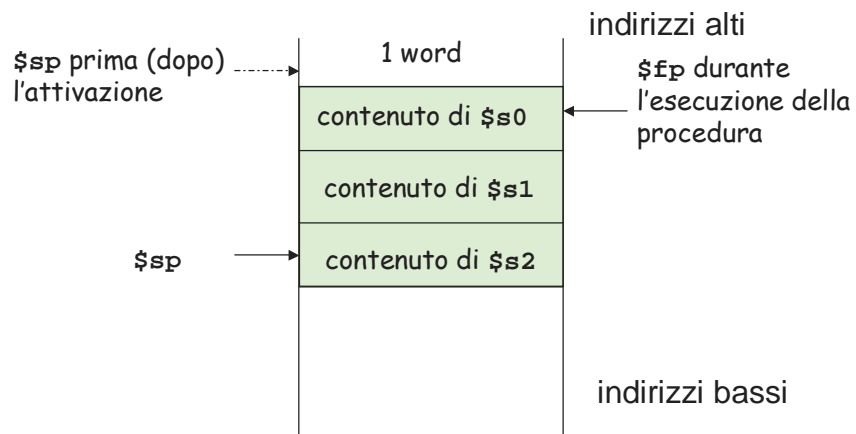 indirizzi alti
$sp prima (dopo)
l'attivazione
1 word
$fp durante
l'esecuzione della
procedura
contenuto di $s0
contenuto di $s1
$sp
contenuto di $s2
indirizzi bassi